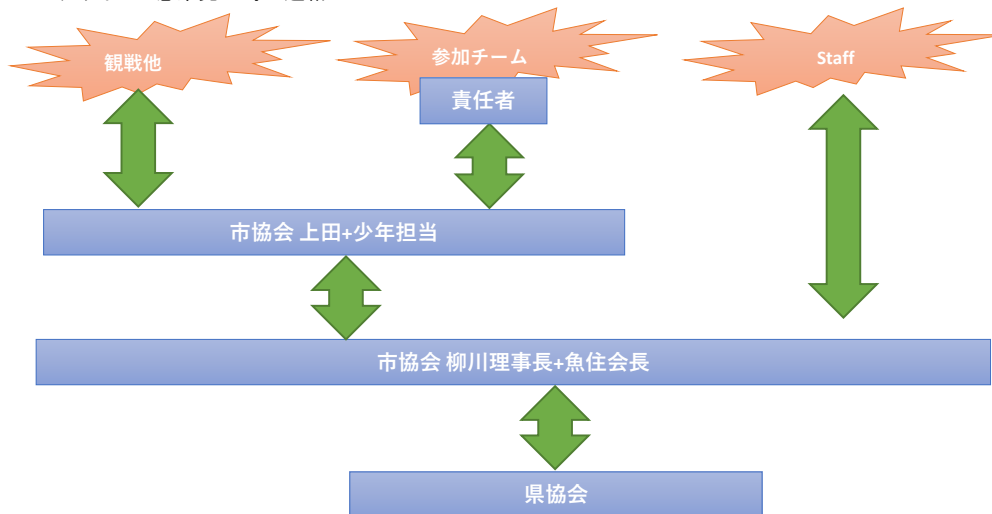 観戦他
参加チーム
Staff
責任者
市協会 上田+少年担当
市協会 柳川理事長+魚住会長
県協会